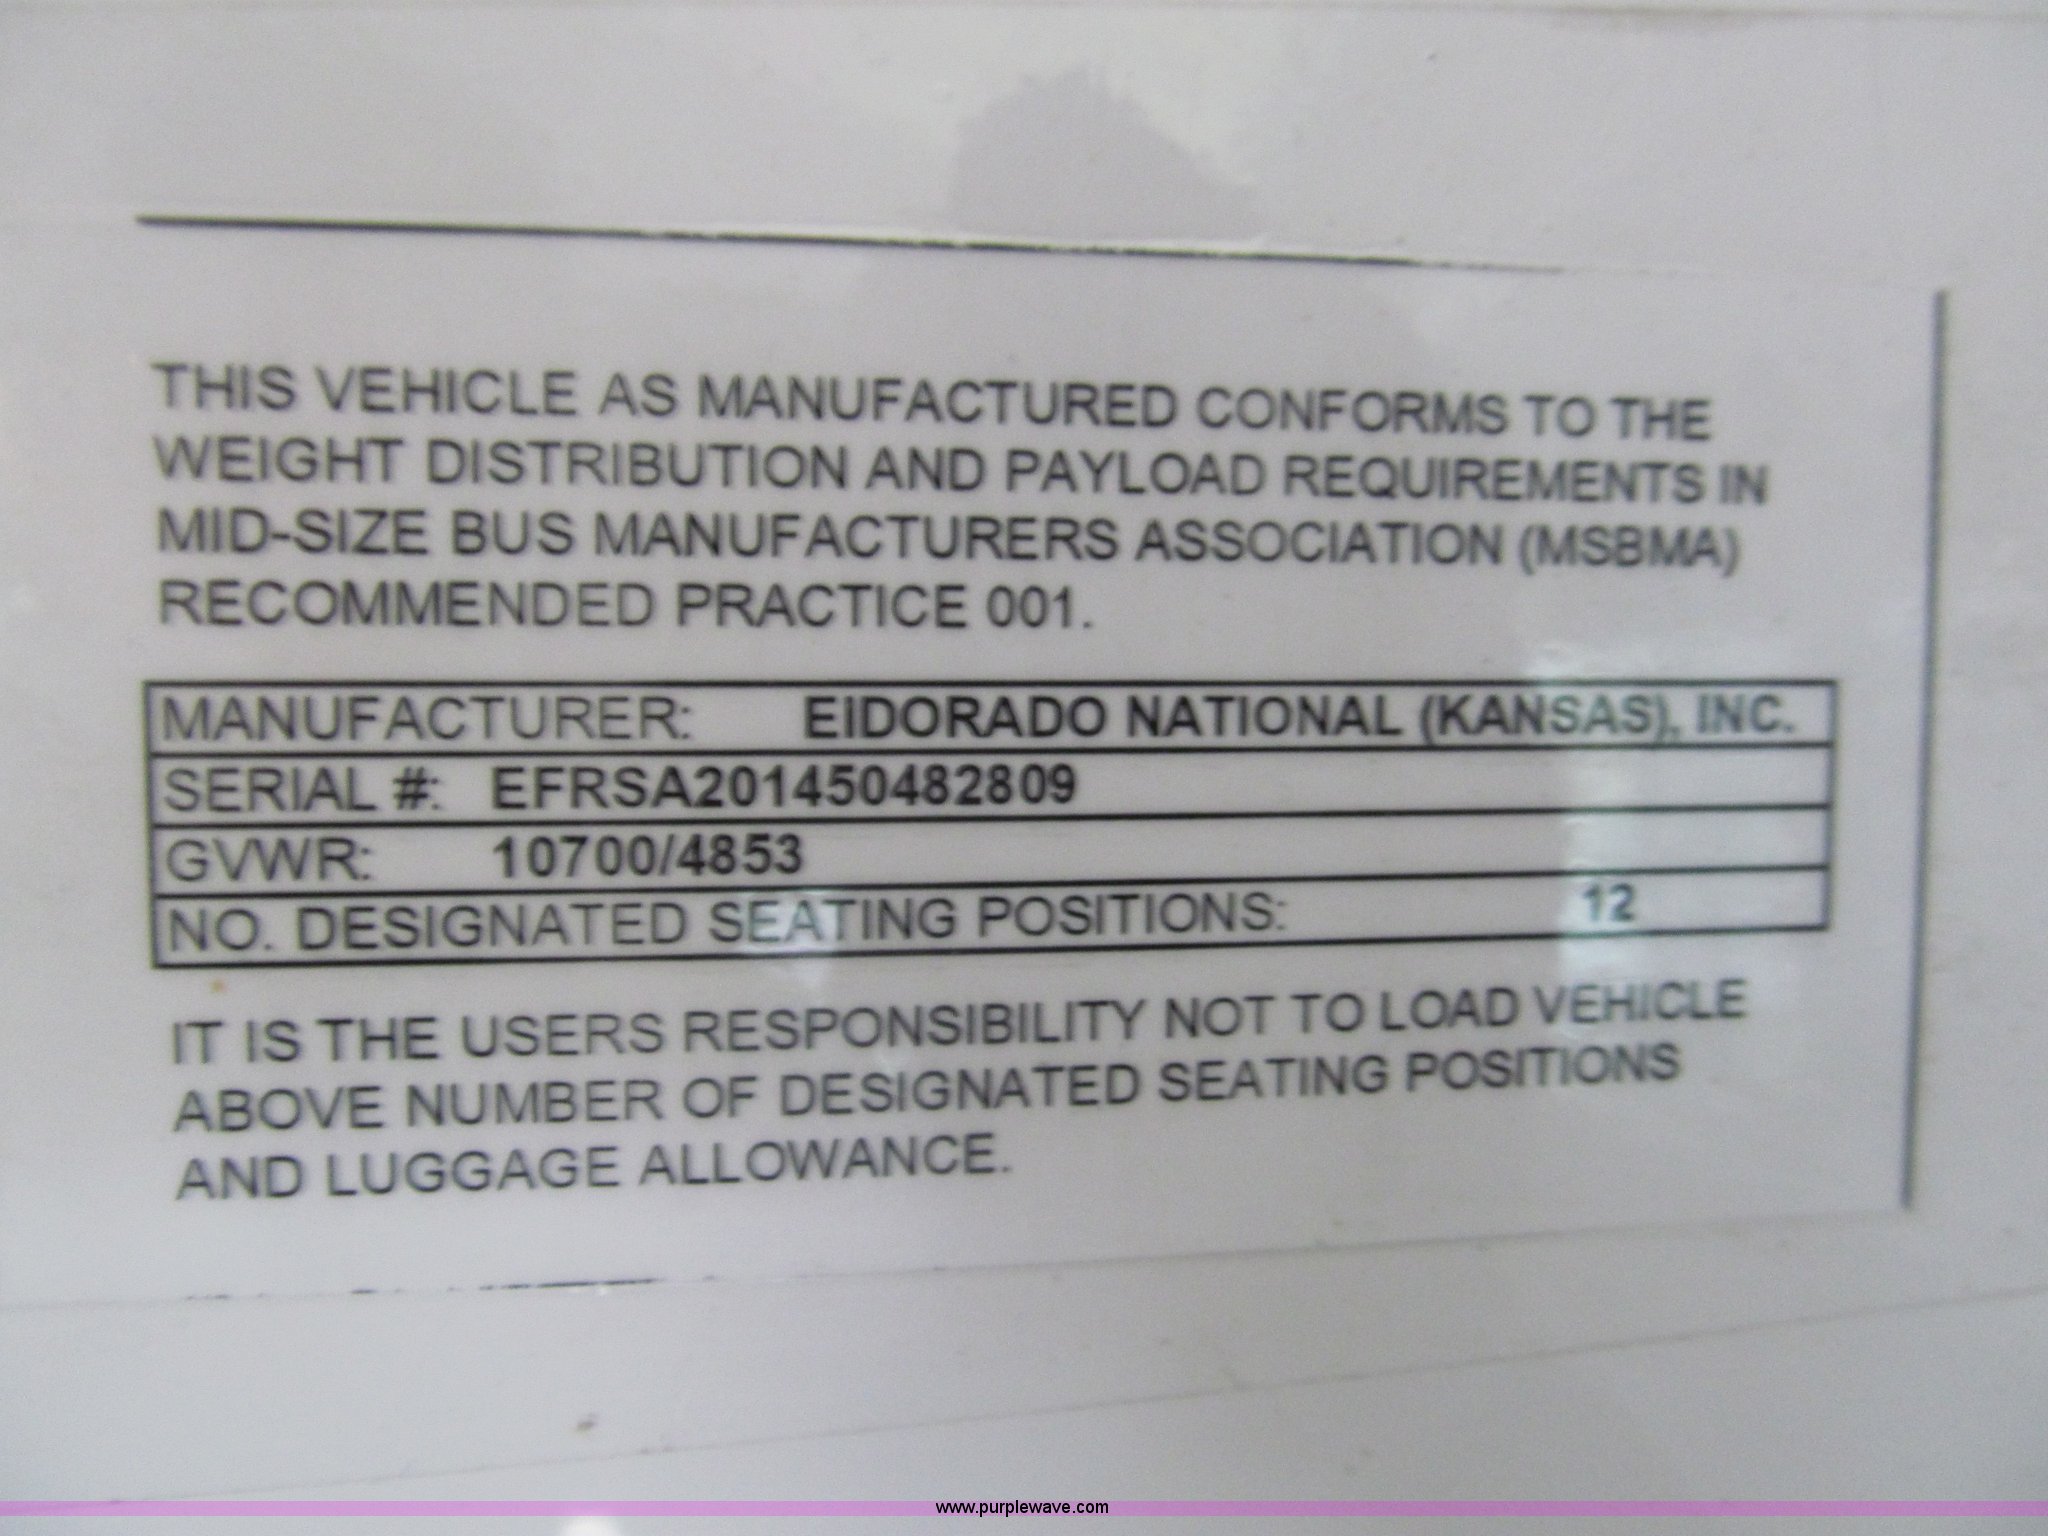 THIS VEHICLE AS MANUFACTURED CONFORMS TO THE
WEIGHT DISTRIBUTION AND PAYLOAD REQUIREMENTS IN
MID-SIZE BUS MANUFACTURERS ASSOCIATION (MSBMA)
RECOMMENDED PRACTICE 001.
MANUFACTURER: EIDORADO NATIONAL (KANSAS), INC.
SERIAL #: EFRSA201450482809
GVWR: 10700/4853
NO. DESIGNATED SEATING POSITIONS: 12
IT IS THE USERS RESPONSIBILITY NOT TO LOAD VEHICLE
ABOVE NUMBER OF DESIGNATED SEATING POSITIONS
AND LUGGAGE ALLOWANCE.
www.purplewave.com